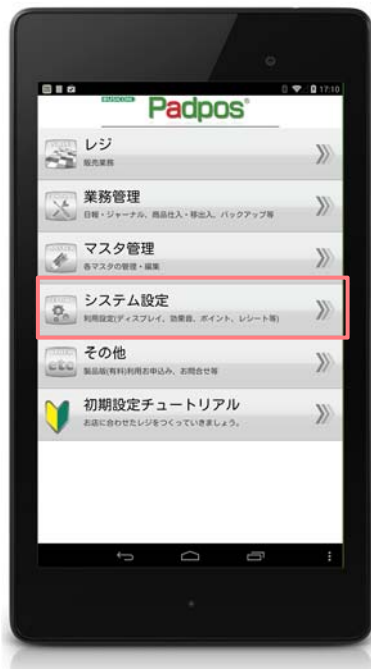 17:10
BUSICOM
Padpos®
レジ
販売業務
業務管理
日報・ジャーナル、商品仕入・移出入、バックアップ等
マスタ管理
各マスタの管理・編集
システム設定
利用設定(ディスプレイ、効果音、ポイント、レシート等)
その他
etc
製品版(有料)利用お申込み、お問合せ等
初期設定チュートリアル
お店に合わせたレジをつくっていきましょう。